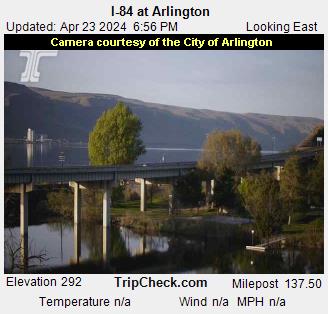 I-84 at Arlington
Updated: Apr 23 2024 6:56 PM Looking East
Camera courtesy of the City of Arlington
Elevation 292 TripCheck.com Milepost 137.50
Temperature n/a Wind n/a MPH n/a